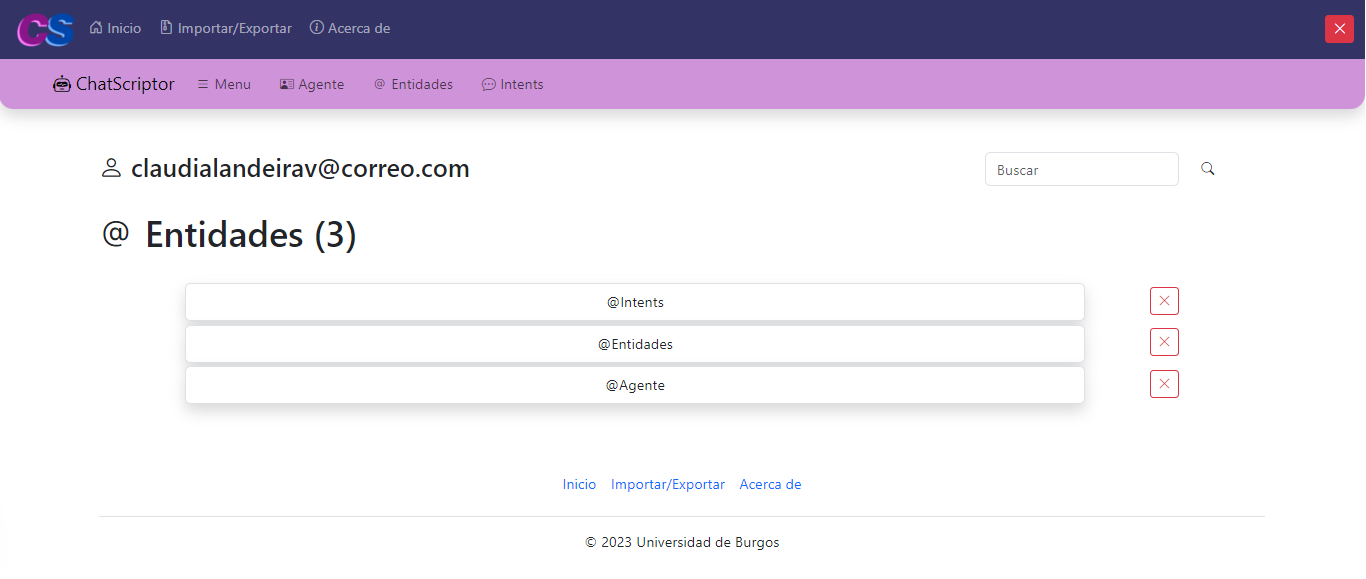 CS Inicio Importar/Exportar Acerca de
ChatScriptor Menu Agente @ Entidades Intents
claudialandeirav@correo.com Buscar
@ Entidades (3)
@Intents
@Entidades
@Agente
Inicio Importar/Exportar Acerca de
© 2023 Universidad de Burgos